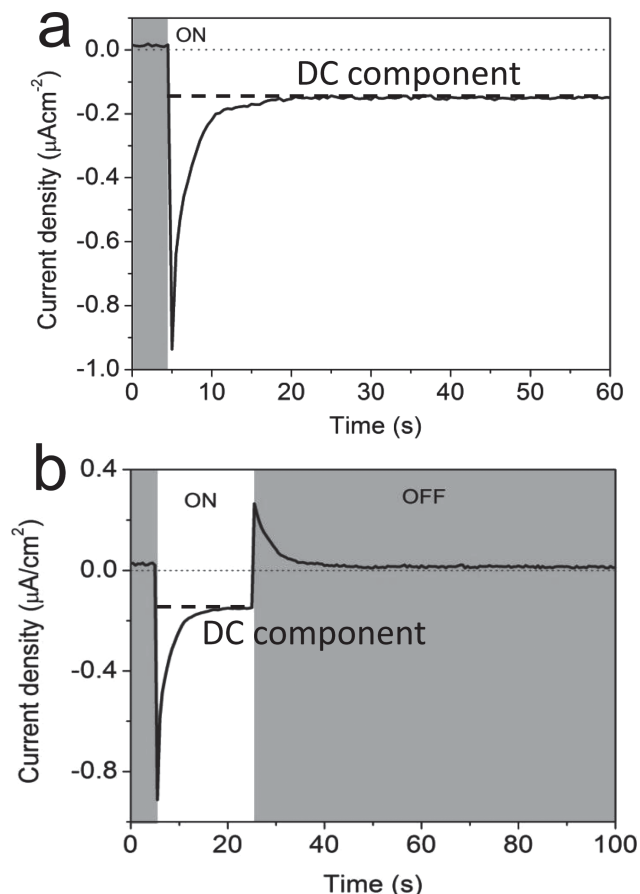 a
ON
DC component
0.0
-0.2
-0.4
-0.6
-0.8
-1.0
Current density (μAcm⁻²)
0 10 20 30 40 50 60
Time (s)
b
ON
OFF
DC component
0.4
0.0
-0.4
-0.8
Current density (μA/cm²)
0 20 40 60 80 100
Time (s)